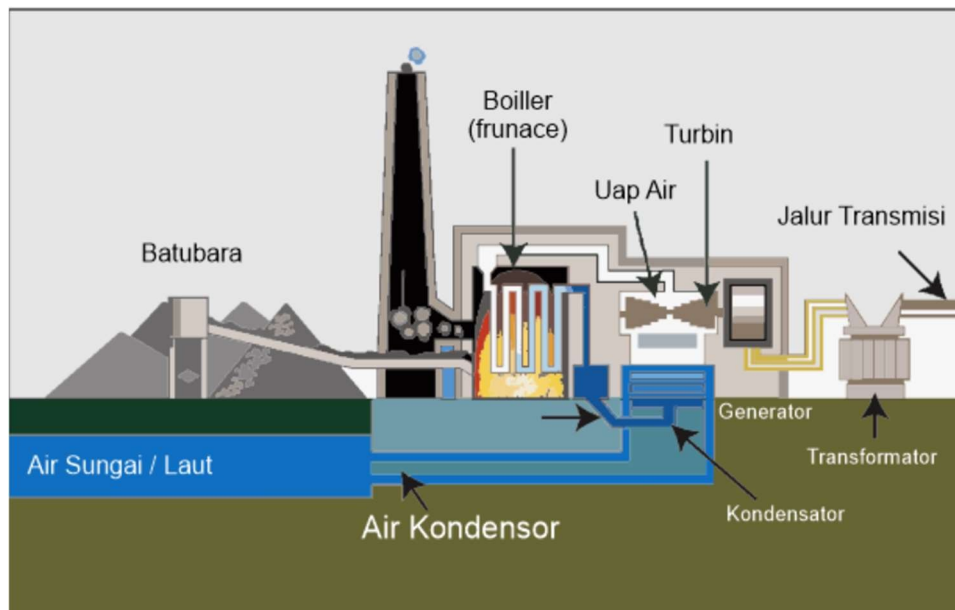 Boiller
(frunace)
Turbin
Uap Air
Jalur Transmisi
Batubara
Generator
Air Sungai / Laut
Transformator
Kondensator
Air Kondensor